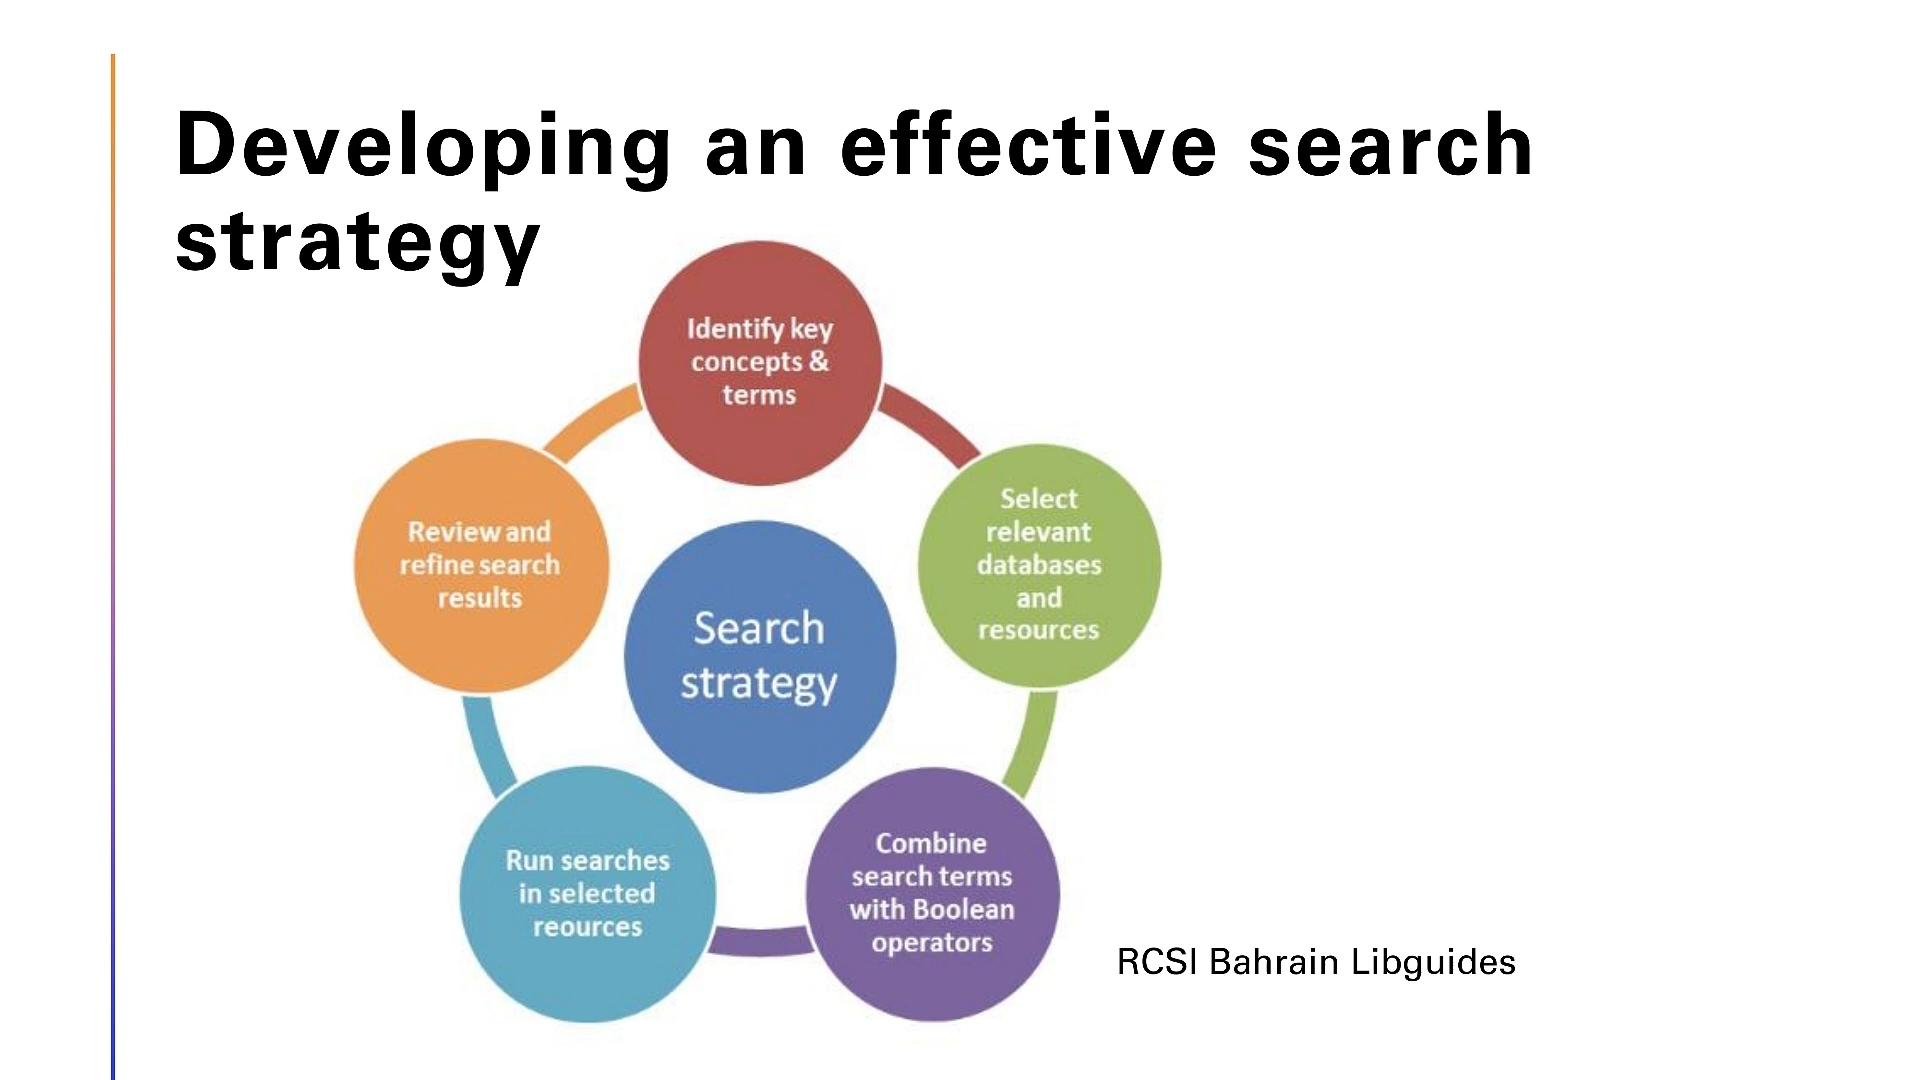 Developing an effective search
strategy
Identify key
concepts &
terms
Select
relevant
databases
and
resources
Combine
search terms
with Boolean
operators
Run searches
in selected
reources
Review and
refine search
results
Search
strategy
RCSI Bahrain Libguides